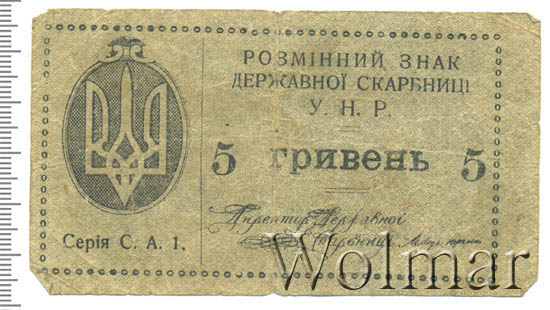 РОЗМІННИЙ ЗНАК
ДЕРЖАВНОЇ СКАРБНИЦІ
У. Н. Р.
5 гривень 5
Директор Державної
Скарбниці
Серія С. А. 1.
Wolmar